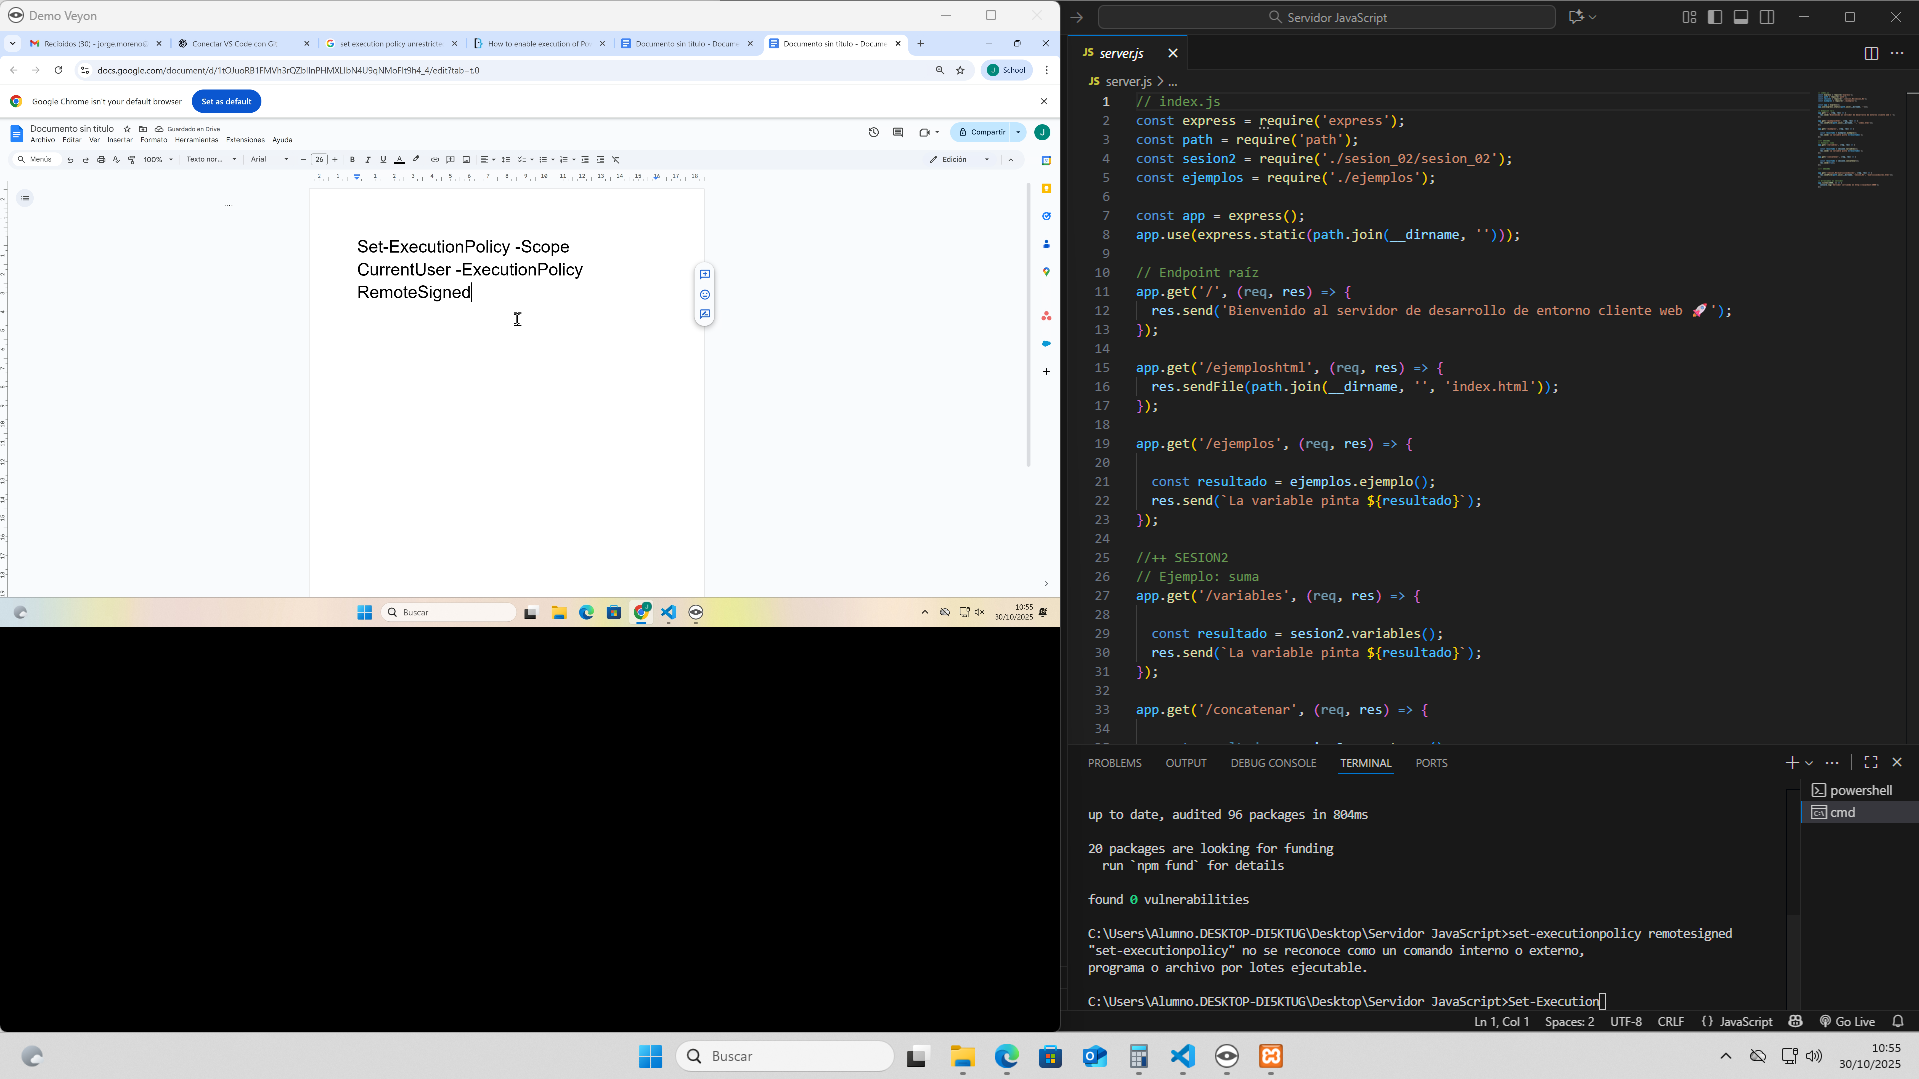 Demo Veyon
Recibidos (30) - jorge.moreno@
Conectar VS Code con Git
set execution policy unrestricte
How to enable execution of Po
Documento sin título - Docum
Documento sin título - Docum
School
Google Chrome isn't your default browser
Set as default
Documento sin título
Guardado en Drive
Archivo Editar Ver Insertar Formato Herramientas Extensiones Ayuda
Compartir
Menús
100%
Texto nor...
Arial
26
Edición
Set-ExecutionPolicy -Scope
CurrentUser -ExecutionPolicy
RemoteSigned
Buscar
10:55
30/10/2025
Servidor JavaScript
JS server.js
JS server.js > ...
1 // index.js
2 const express = require('express');
3 const path = require('path');
4 const sesion2 = require('./sesion_02/sesion_02');
5 const ejemplos = require('./ejemplos');
6
7 const app = express();
8 app.use(express.static(path.join(__dirname, '')));
9
10 // Endpoint raíz
11 app.get('/', (req, res) => {
12 res.send('Bienvenido al servidor de desarrollo de entorno cliente web 🚀');
13 });
14
15 app.get('/ejemploshtml', (req, res) => {
16 res.sendFile(path.join(__dirname, '', 'index.html'));
17 });
18
19 app.get('/ejemplos', (req, res) => {
20
21 const resultado = ejemplos.ejemplo();
22 res.send(`La variable pinta ${resultado}`);
23 });
24
25 //++ SESION2
26 // Ejemplo: suma
27 app.get('/variables', (req, res) => {
28
29 const resultado = sesion2.variables();
30 res.send(`La variable pinta ${resultado}`);
31 });
32
33 app.get('/concatenar', (req, res) => {
34
PROBLEMS OUTPUT DEBUG CONSOLE TERMINAL PORTS
powershell
cmd
up to date, audited 96 packages in 804ms
20 packages are looking for funding
run `npm fund` for details
found 0 vulnerabilities
C:\Users\Alumno.DESKTOP-DI5KTUG\Desktop\Servidor JavaScript>set-executionpolicy remotesigned
"set-executionpolicy" no se reconoce como un comando interno o externo,
programa o archivo por lotes ejecutable.
C:\Users\Alumno.DESKTOP-DI5KTUG\Desktop\Servidor JavaScript>Set-Execution
Ln 1, Col 1 Spaces: 2 UTF-8 CRLF {} JavaScript Go Live
Buscar
10:55
30/10/2025